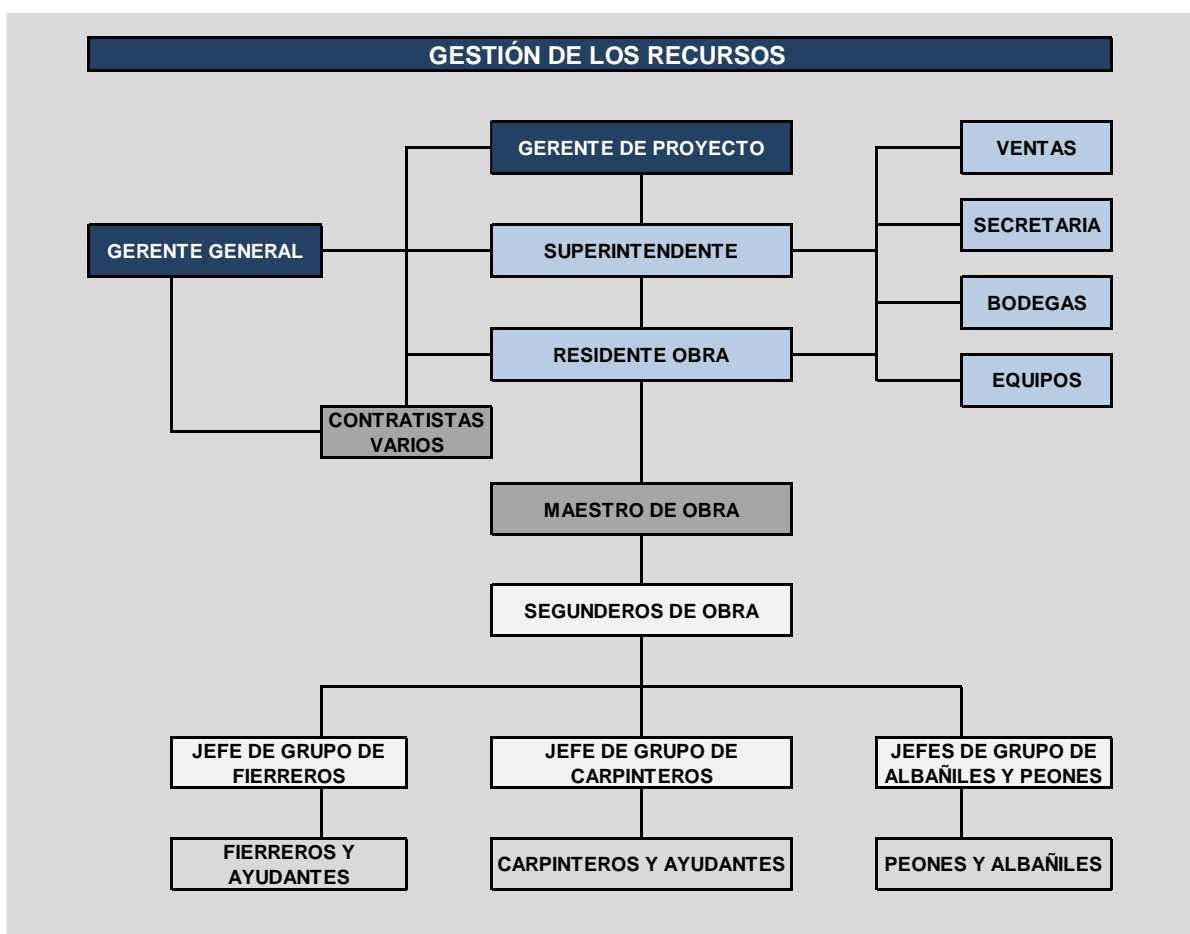 GESTIÓN DE LOS RECURSOS
GERENTE DE PROYECTO
VENTAS
SECRETARIA
GERENTE GENERAL
SUPERINTENDENTE
BODEGAS
RESIDENTE OBRA
EQUIPOS
CONTRATISTAS
VARIOS
MAESTRO DE OBRA
SEGUNDEROS DE OBRA
JEFE DE GRUPO DE
FIERREROS
JEFE DE GRUPO DE
CARPINTEROS
JEFES DE GRUPO DE
ALBAÑILES Y PEONES
FIERREROS Y
AYUDANTES
CARPINTEROS Y AYUDANTES
PEONES Y ALBAÑILES